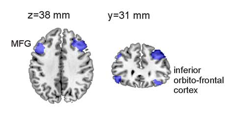 z=38 mm
y=31 mm
MFG
inferior
orbito-frontal
cortex